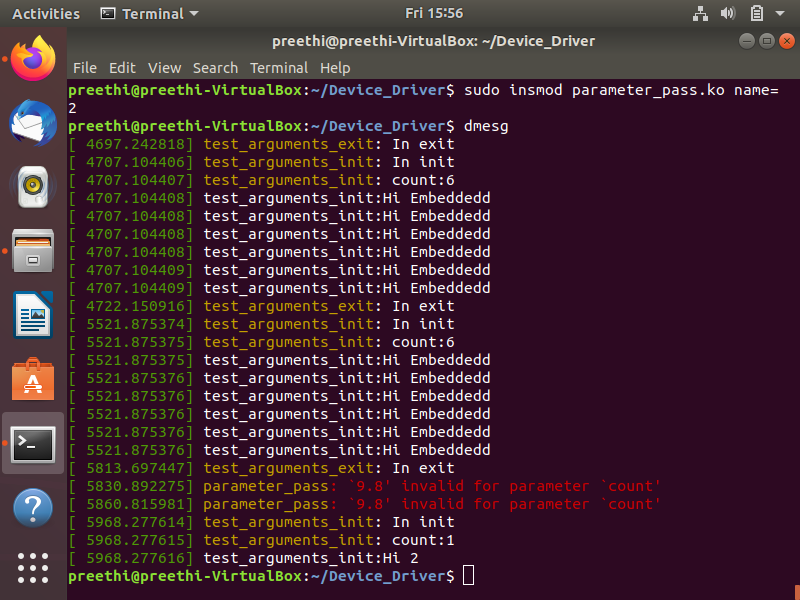 Activities
Terminal
Fri 15:56
preethi@preethi-VirtualBox: ~/Device_Driver
File Edit View Search Terminal Help
preethi@preethi-VirtualBox:~/Device_Driver$ sudo insmod parameter_pass.ko name=
2
preethi@preethi-VirtualBox:~/Device_Driver$ dmesg
[ 4697.242818] test_arguments_exit: In exit
[ 4707.104406] test_arguments_init: In init
[ 4707.104407] test_arguments_init: count:6
[ 4707.104408] test_arguments_init:Hi Embeddedd
[ 4707.104408] test_arguments_init:Hi Embeddedd
[ 4707.104408] test_arguments_init:Hi Embeddedd
[ 4707.104408] test_arguments_init:Hi Embeddedd
[ 4707.104409] test_arguments_init:Hi Embeddedd
[ 4707.104409] test_arguments_init:Hi Embeddedd
[ 4722.150916] test_arguments_exit: In exit
[ 5521.875374] test_arguments_init: In init
[ 5521.875375] test_arguments_init: count:6
[ 5521.875375] test_arguments_init:Hi Embeddedd
[ 5521.875376] test_arguments_init:Hi Embeddedd
[ 5521.875376] test_arguments_init:Hi Embeddedd
[ 5521.875376] test_arguments_init:Hi Embeddedd
[ 5521.875376] test_arguments_init:Hi Embeddedd
[ 5521.875376] test_arguments_init:Hi Embeddedd
[ 5813.697447] test_arguments_exit: In exit
[ 5830.892275] parameter_pass: `9.8' invalid for parameter `count'
[ 5860.815981] parameter_pass: `9.8' invalid for parameter `count'
[ 5968.277614] test_arguments_init: In init
[ 5968.277615] test_arguments_init: count:1
[ 5968.277616] test_arguments_init:Hi 2
preethi@preethi-VirtualBox:~/Device_Driver$